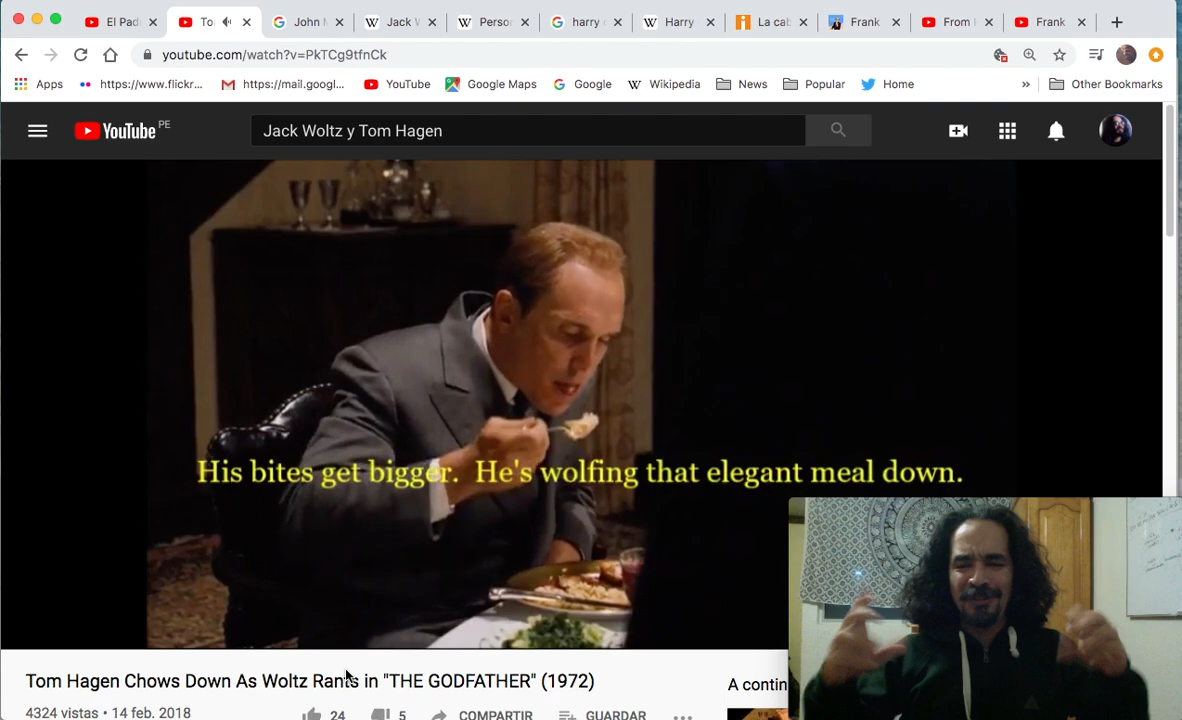 El Pad
To
John M
Jack W
Person
harry
Harry
La cab
Frank
From H
Frank
youtube.com/watch?v=PkTCg9tfnCk
Apps
https://www.flickr...
https://mail.googl...
YouTube
Google Maps
Google
Wikipedia
News
Popular
Home
»
Other Bookmarks
YouTube PE
Jack Woltz y Tom Hagen
His bites get bigger. He's wolfing that elegant meal down.
Tom Hagen Chows Down As Woltz Rants in "THE GODFATHER" (1972)
A contin
4324 vistas • 14 feb. 2018
24
5
COMPARTIR
GUARDAR